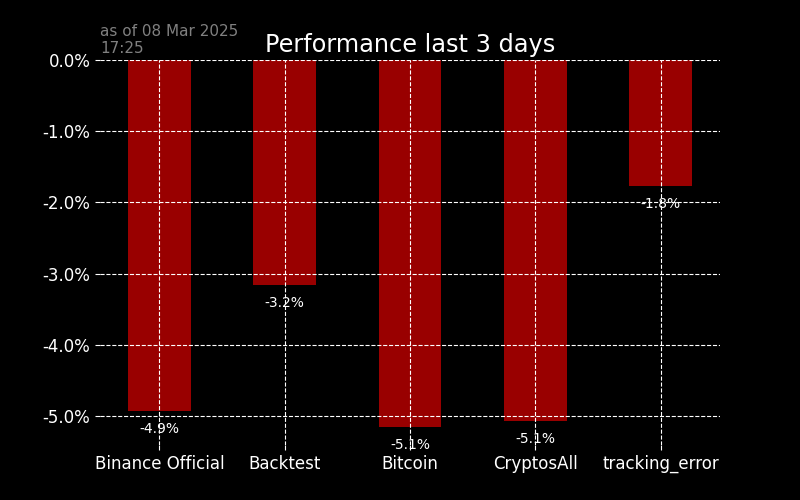 as of 08 Mar 2025
17:25
Performance last 3 days
0.0%
-1.0%
-2.0%
-3.0%
-4.0%
-5.0%
-4.9%
-3.2%
-5.1%
-5.1%
-1.8%
Binance Official
Backtest
Bitcoin
CryptosAll
tracking_error